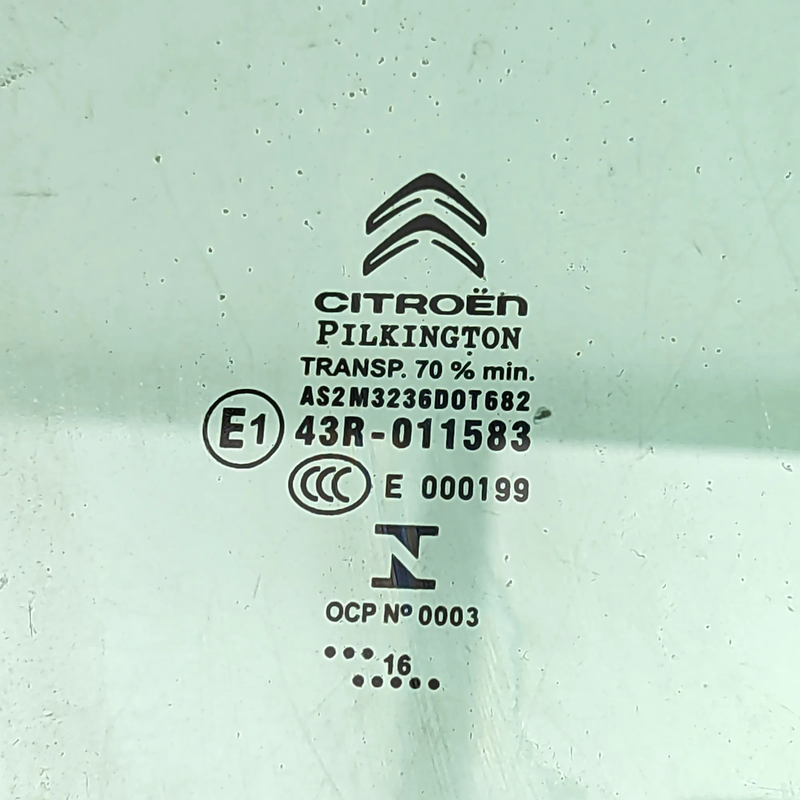 CITROËN
PILKINGTON
TRANSP. 70 % min.
AS2M3236DOT682
E1 43R-011583
CCC E 000199
N
OCP Nº 0003
16